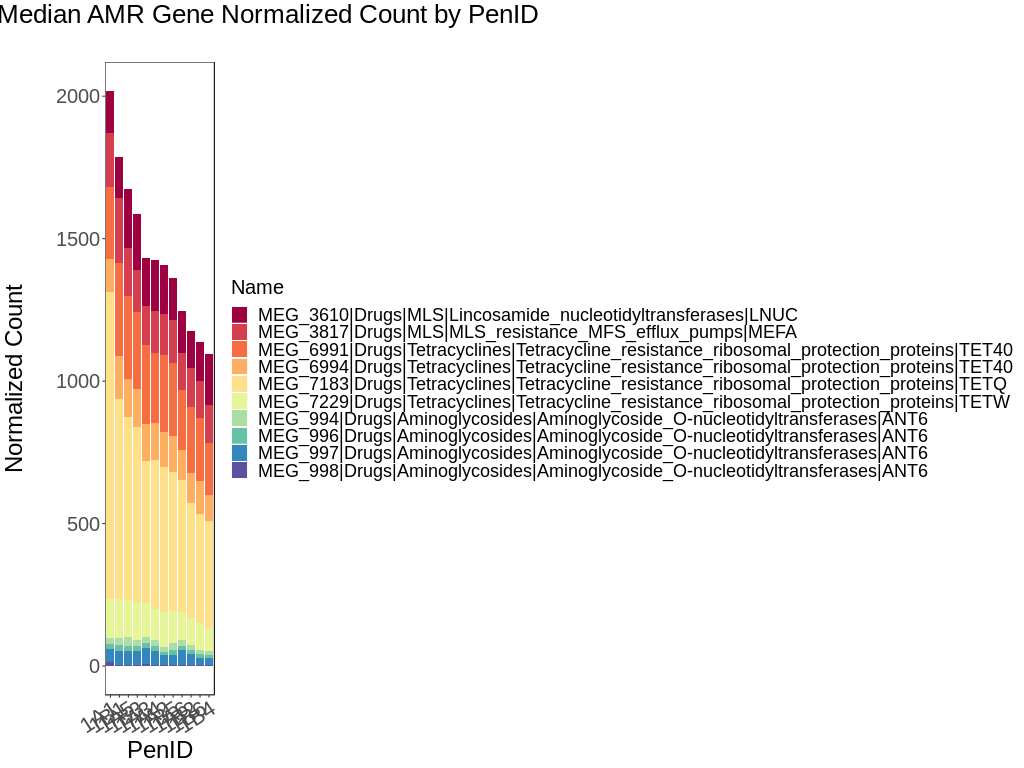 Median AMR Gene Normalized Count by PenID
2000
1500
1000
500
0
Normalized Count
PenID
Name
MEG_3610|Drugs|MLS|Lincosamide_nucleotidyltransferases|LNUC
MEG_3817|Drugs|MLS|MLS_resistance_MFS_efflux_pumps|MEFA
MEG_6991|Drugs|Tetracyclines|Tetracycline_resistance_ribosomal_protection_proteins|TET40
MEG_6994|Drugs|Tetracyclines|Tetracycline_resistance_ribosomal_protection_proteins|TET40
MEG_7183|Drugs|Tetracyclines|Tetracycline_resistance_ribosomal_protection_proteins|TETQ
MEG_7229|Drugs|Tetracyclines|Tetracycline_resistance_ribosomal_protection_proteins|TETW
MEG_994|Drugs|Aminoglycosides|Aminoglycoside_O-nucleotidyltransferases|ANT6
MEG_996|Drugs|Aminoglycosides|Aminoglycoside_O-nucleotidyltransferases|ANT6
MEG_997|Drugs|Aminoglycosides|Aminoglycoside_O-nucleotidyltransferases|ANT6
MEG_998|Drugs|Aminoglycosides|Aminoglycoside_O-nucleotidyltransferases|ANT6